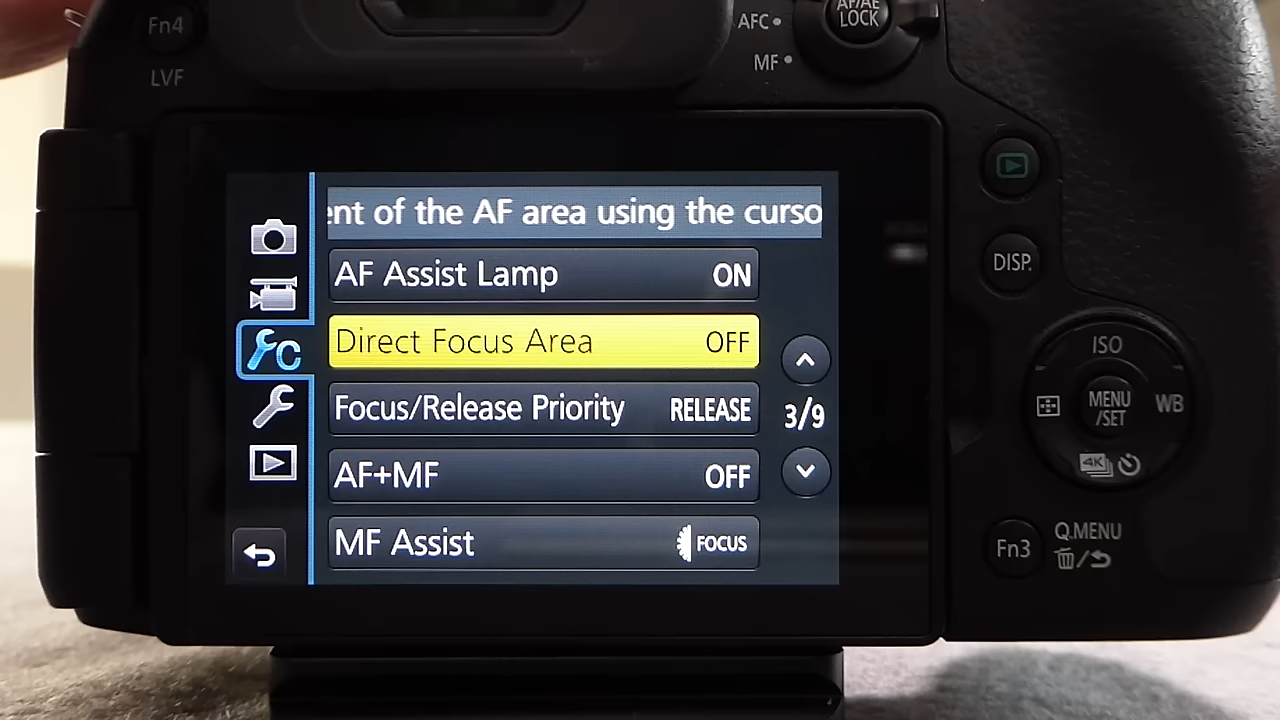 Fn4
LVF
AFC
MF
AF/AE
LOCK
ent of the AF area using the curso
AF Assist Lamp ON
Direct Focus Area OFF
Focus/Release Priority RELEASE
3/9
AF+MF OFF
MF Assist FOCUS
C
DISP.
ISO
MENU
/SET
WB
4K
Fn3
Q.MENU